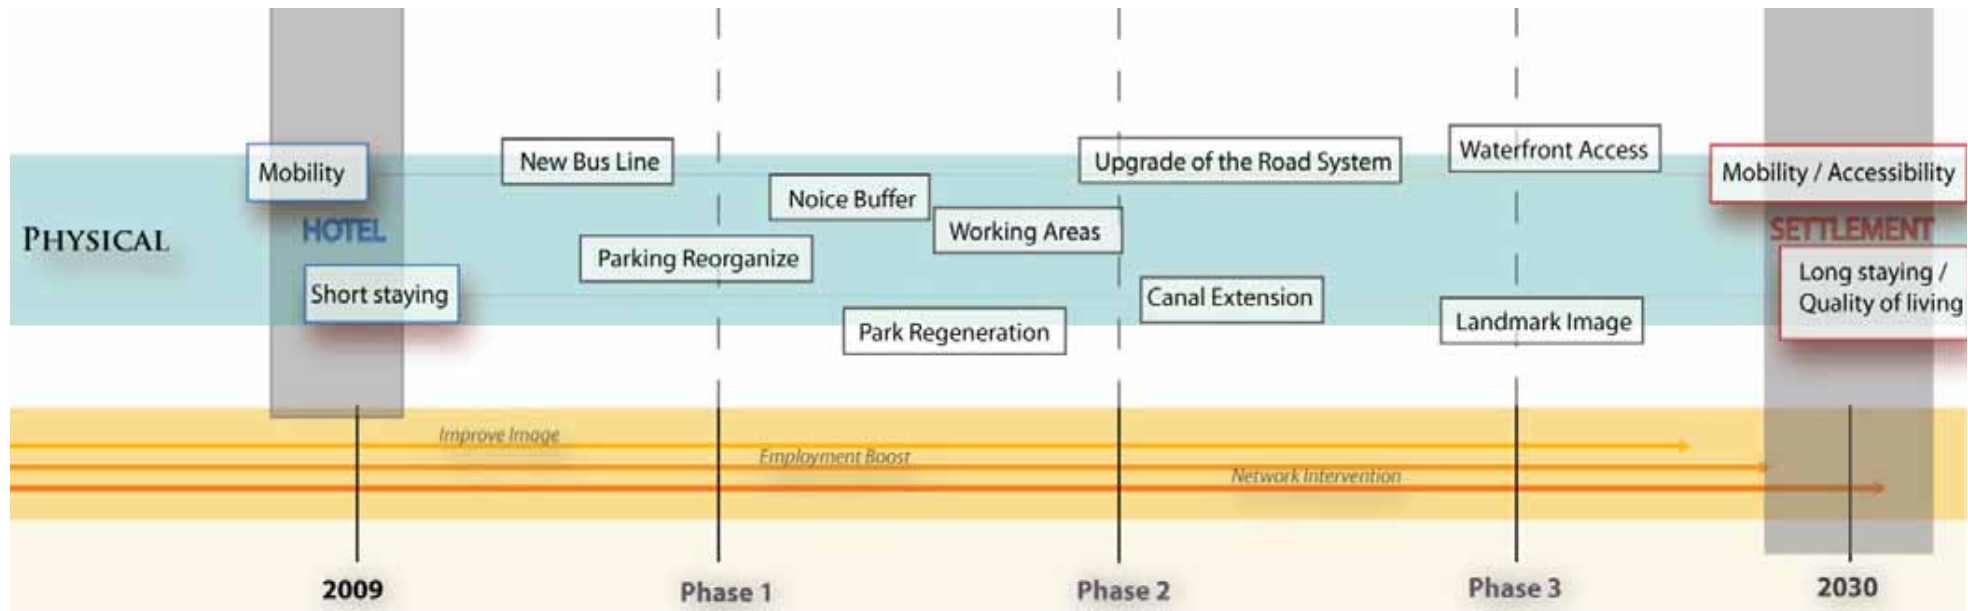 Mobility
New Bus Line
Upgrade of the Road System
Waterfront Access
Mobility / Accessibility
Noice Buffer
PHYSICAL
HOTEL
Working Areas
SETTLEMENT
Parking Reorganize
Short staying
Canal Extension
Long staying /
Quality of living
Park Regeneration
Landmark Image
Improve Image
Employment Boost
Network Intervention
2009
Phase 1
Phase 2
Phase 3
2030